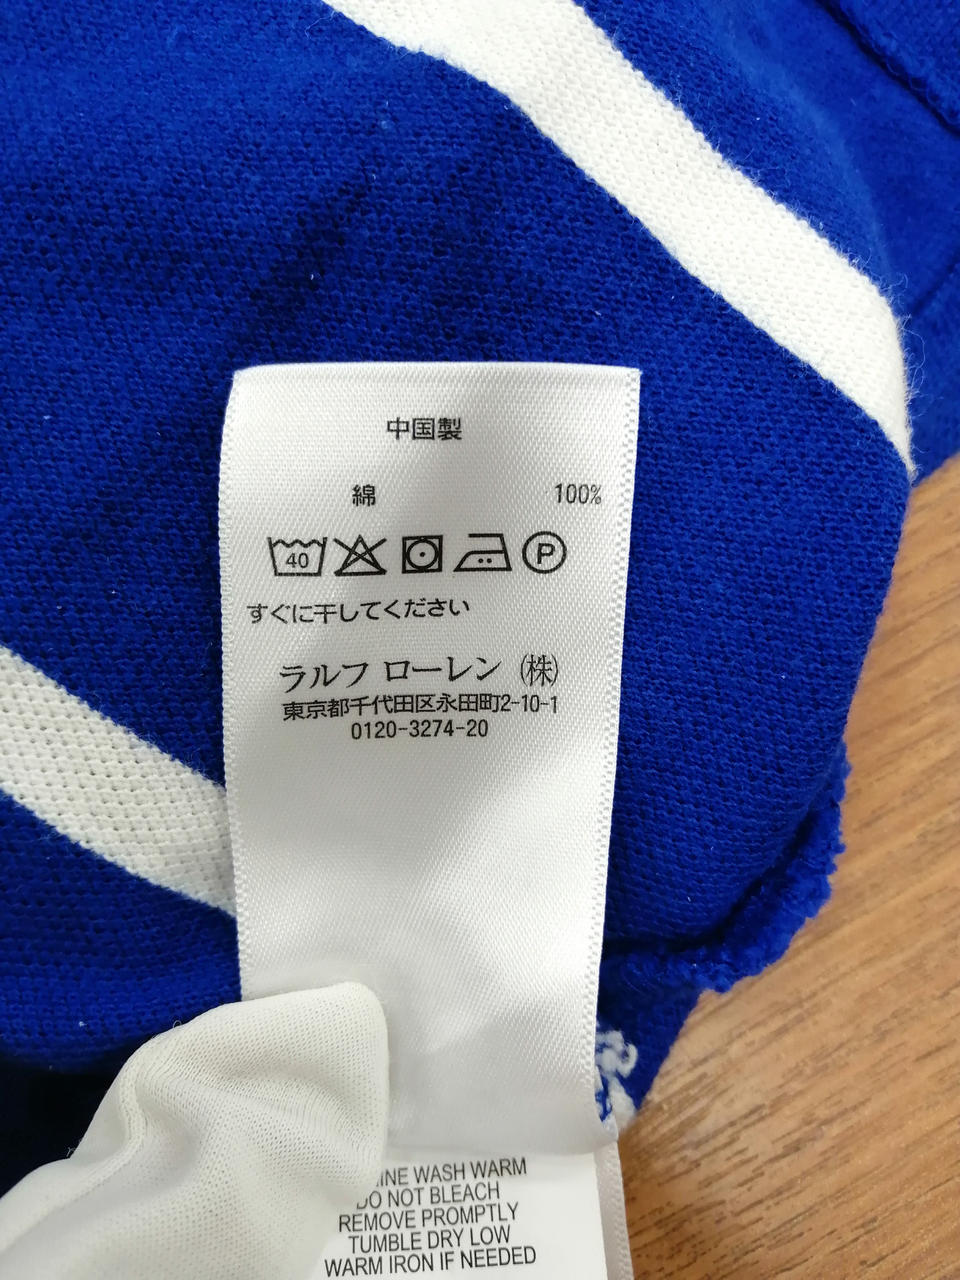 中国製
綿 100%
40 P
すぐに干してください
ラルフ ローレン (株)
東京都千代田区永田町2-10-1
0120-3274-20
WASH WARM
DO NOT BLEACH
REMOVE PROMPTLY
TUMBLE DRY LOW
WARM IRON IF NEEDED